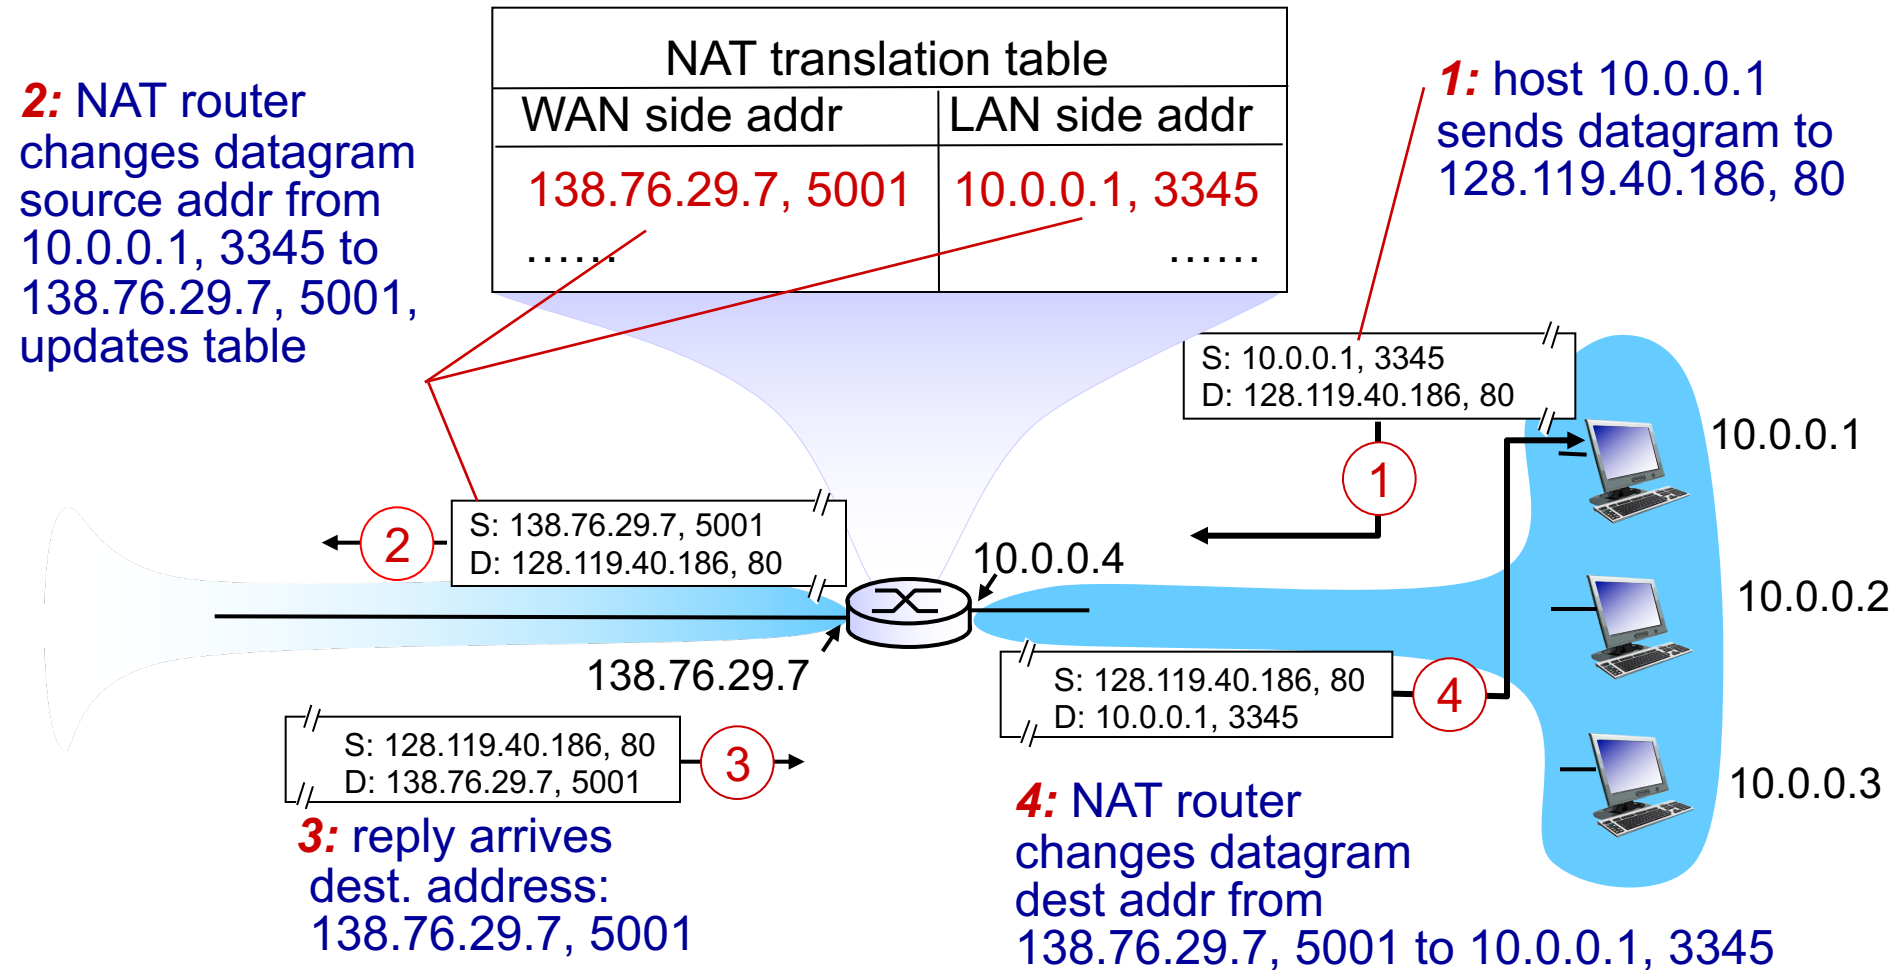 NAT translation table
WAN side addr
LAN side addr
138.76.29.7, 5001
10.0.0.1, 3345
......
......
2: NAT router
changes datagram
source addr from
10.0.0.1, 3345 to
138.76.29.7, 5001,
updates table
1: host 10.0.0.1
sends datagram to
128.119.40.186, 80
S: 10.0.0.1, 3345
D: 128.119.40.186, 80
1
10.0.0.1
2
S: 138.76.29.7, 5001
D: 128.119.40.186, 80
10.0.0.4
10.0.0.2
138.76.29.7
S: 128.119.40.186, 80
D: 10.0.0.1, 3345
4
S: 128.119.40.186, 80
D: 138.76.29.7, 5001
3
10.0.0.3
3: reply arrives
dest. address:
138.76.29.7, 5001
4: NAT router
changes datagram
dest addr from
138.76.29.7, 5001 to 10.0.0.1, 3345